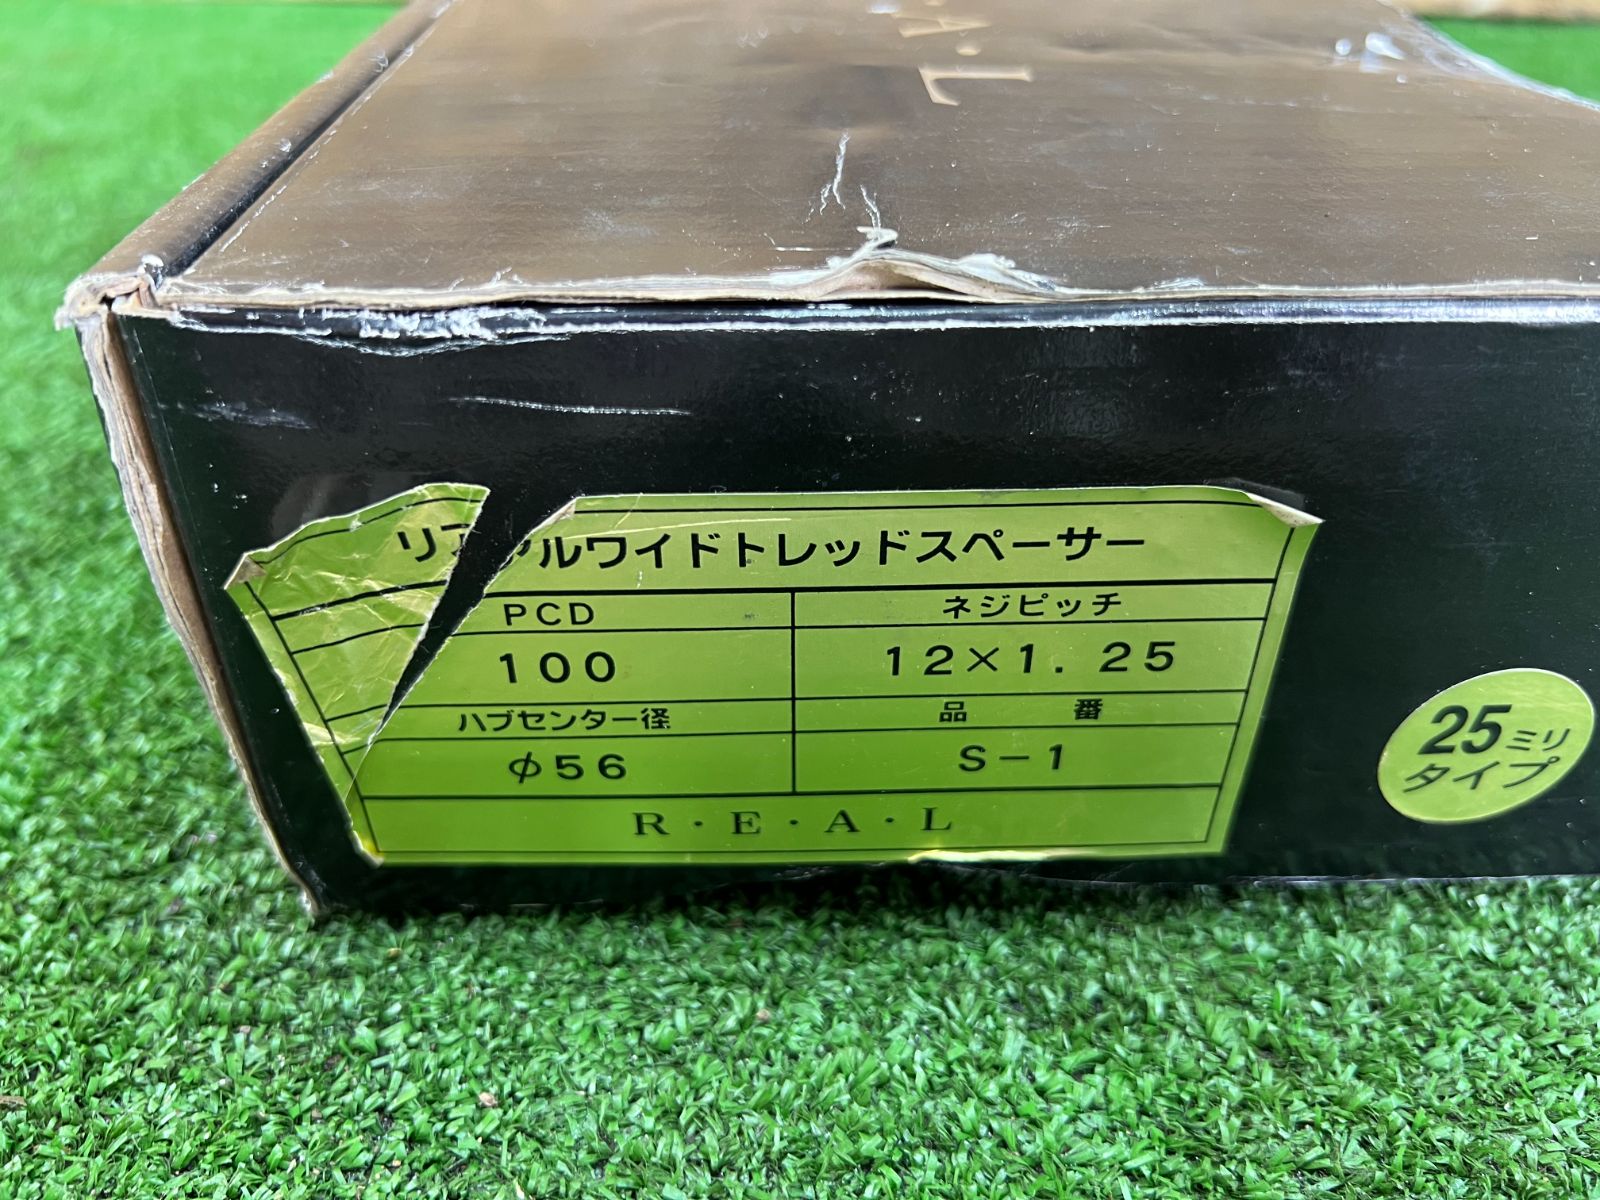 リアルワイドトレッドスペーサー
PCD ネジピッチ
100 12×1.25
ハブセンター径 品番
φ56 S-1
R・E・A・L
25ミリ
タイプ